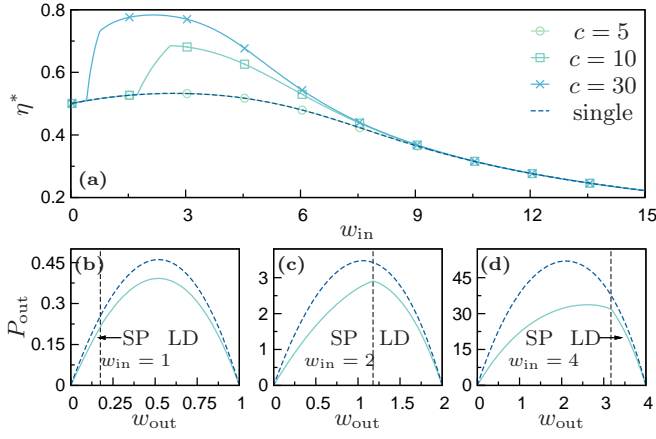 0.8
0.6
0.4
0.2
η*
(a)
c = 5
c = 10
c = 30
single
0 3 6 9 12 15
w_in
(b) (c) (d)
0.45
0.30
0.15
0
P_out
SP LD
w_in = 1
0 0.25 0.5 0.75 1
w_out
3
2
1
0
SP LD
w_in = 2
0 0.5 1.0 1.5 2
w_out
45
30
15
0
SP LD
w_in = 4
0 1 2 3 4
w_out